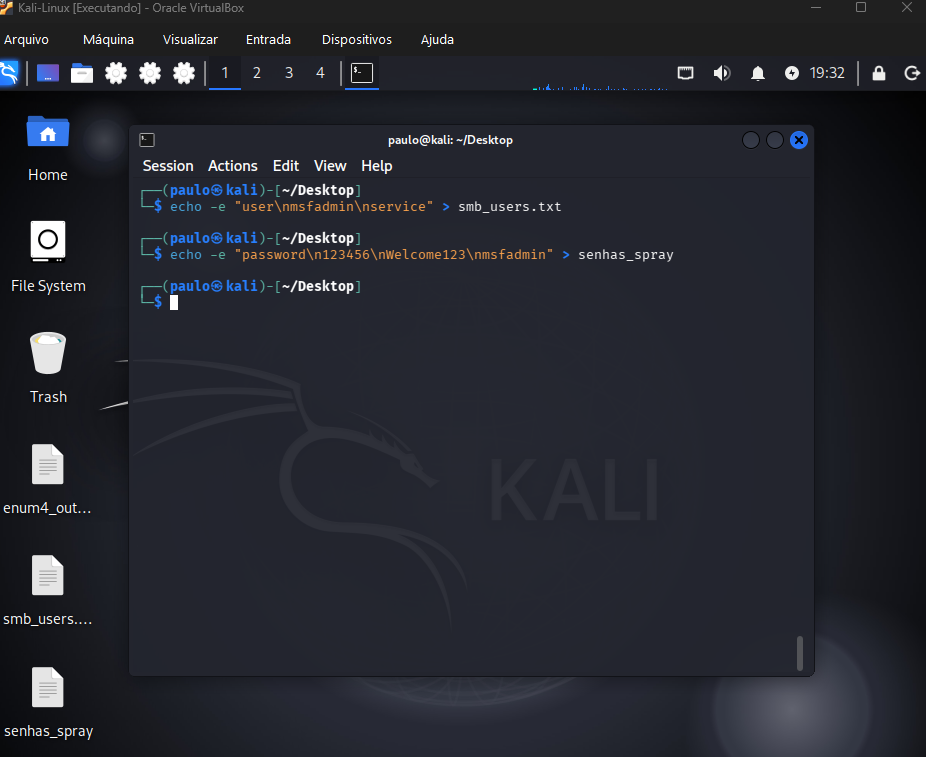 Kali-Linux [Executando] - Oracle VirtualBox
Arquivo Máquina Visualizar Entrada Dispositivos Ajuda
1 2 3 4 19:32
paulo@kali: ~/Desktop
Session Actions Edit View Help
┌──(paulo㉿kali)-[~/Desktop]
└─$ echo -e "user\nmsfadmin\nservice" > smb_users.txt
┌──(paulo㉿kali)-[~/Desktop]
└─$ echo -e "password\n123456\nWelcome123\nmsfadmin" > senhas_spray
┌──(paulo㉿kali)-[~/Desktop]
└─$
Home
File System
Trash
enum4_out...
smb_users....
senhas_spray
KALI